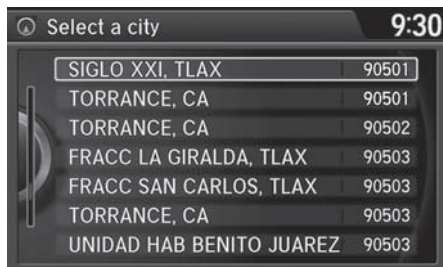 Select a city 9:30
SIGLO XXI, TLAX 90501
TORRANCE, CA 90501
TORRANCE, CA 90502
FRACC LA GIRALDA, TLAX 90503
FRACC SAN CARLOS, TLAX 90503
TORRANCE, CA 90503
UNIDAD HAB BENITO JUAREZ 90503